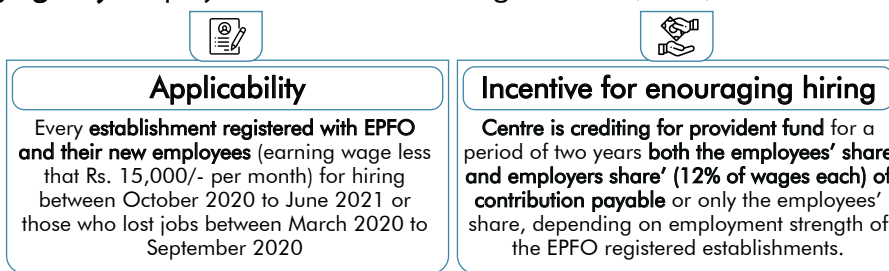 Applicability
Every establishment registered with EPFO
and their new employees (earning wage less
that Rs. 15,000/- per month) for hiring
between October 2020 to June 2021 or
those who lost jobs between March 2020 to
September 2020
Incentive for enouraging hiring
Centre is crediting for provident fund for a
period of two years both the employees' share
and employers share' (12% of wages each) of
contribution payable or only the employees'
share, depending on employment strength of
the EPFO registered establishments.